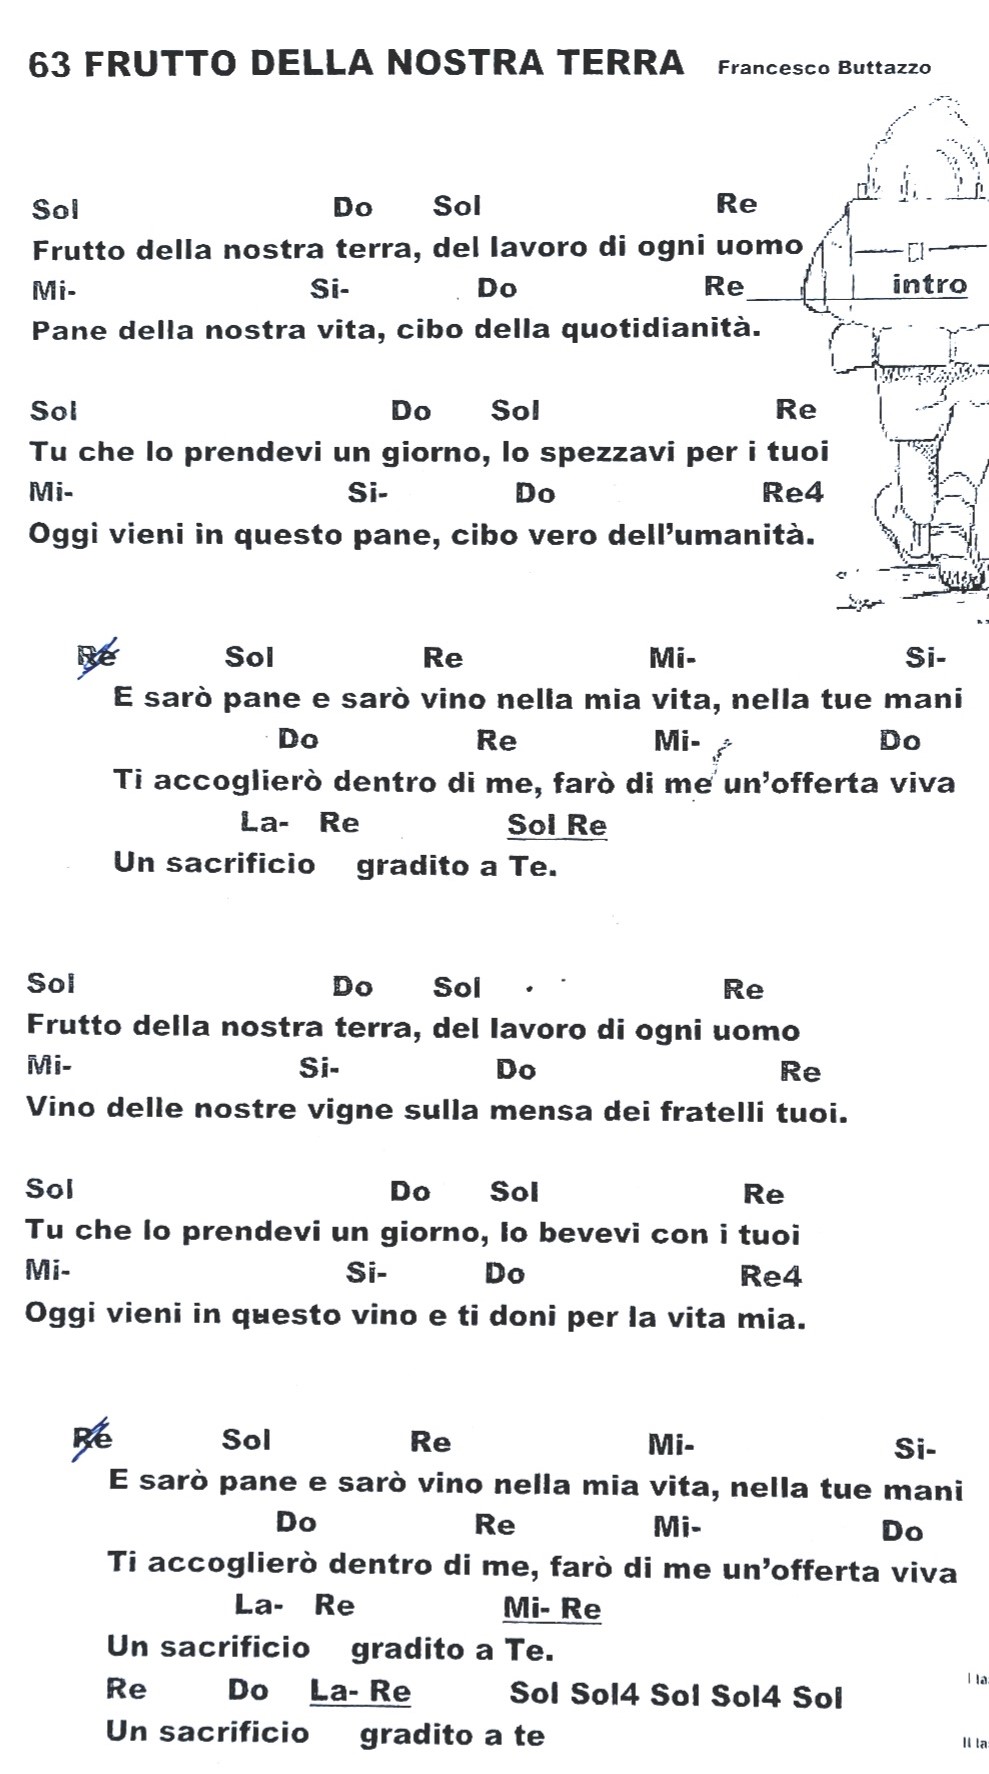 63 FRUTTO DELLA NOSTRA TERRA Francesco Buttazzo
Sol Do Sol Re
Frutto della nostra terra, del lavoro di ogni uomo
Mi- Si- Do Re intro
Pane della nostra vita, cibo della quotidianità.
Sol Do Sol Re
Tu che lo prendevi un giorno, lo spezzavi per i tuoi
Mi- Si- Do Re4
Oggi vieni in questo pane, cibo vero dell'umanità.
Re Sol Re Mi- Si-
E sarò pane e sarò vino nella mia vita, nella tue mani
Do Re Mi- Do
Ti accoglierò dentro di me, farò di me un'offerta viva
La- Re Sol Re
Un sacrificio gradito a Te.
Sol Do Sol Re
Frutto della nostra terra, del lavoro di ogni uomo
Mi- Si- Do Re
Vino delle nostre vigne sulla mensa dei fratelli tuoi.
Sol Do Sol Re
Tu che lo prendevi un giorno, lo bevevi con i tuoi
Mi- Si- Do Re4
Oggi vieni in questo vino e ti doni per la vita mia.
Re Sol Re Mi- Si-
E sarò pane e sarò vino nella mia vita, nella tue mani
Do Re Mi- Do
Ti accoglierò dentro di me, farò di me un'offerta viva
La- Re Mi- Re
Un sacrificio gradito a Te.
Re Do La- Re Sol Sol4 Sol Sol4 Sol
Un sacrificio gradito a te